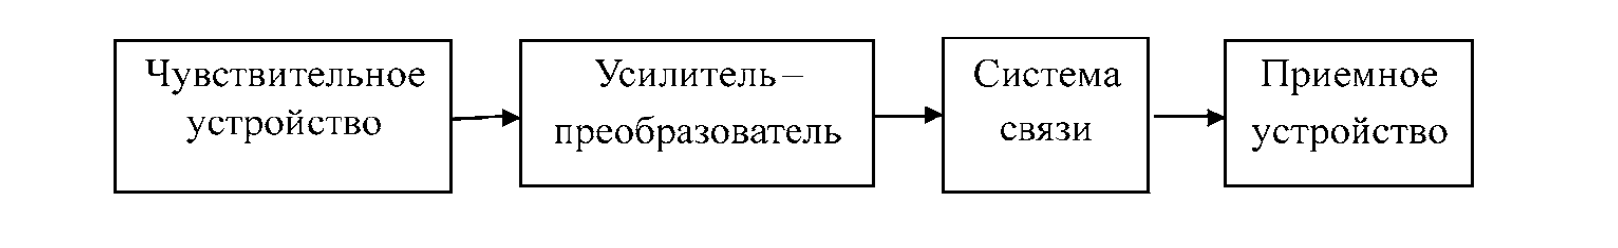 Чувствительное
устройство
Усилитель –
преобразователь
Система
связи
Приемное
устройство